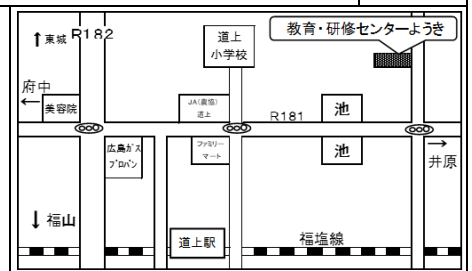 ↑東城 R182
道上
小学校
教育・研修センターようき
府中
←
美容院
JA(農協)
道上
R181
池
広島ガス
プロパン
ファミリー
マート
池
→
井原
↓福山
道上駅
福塩線